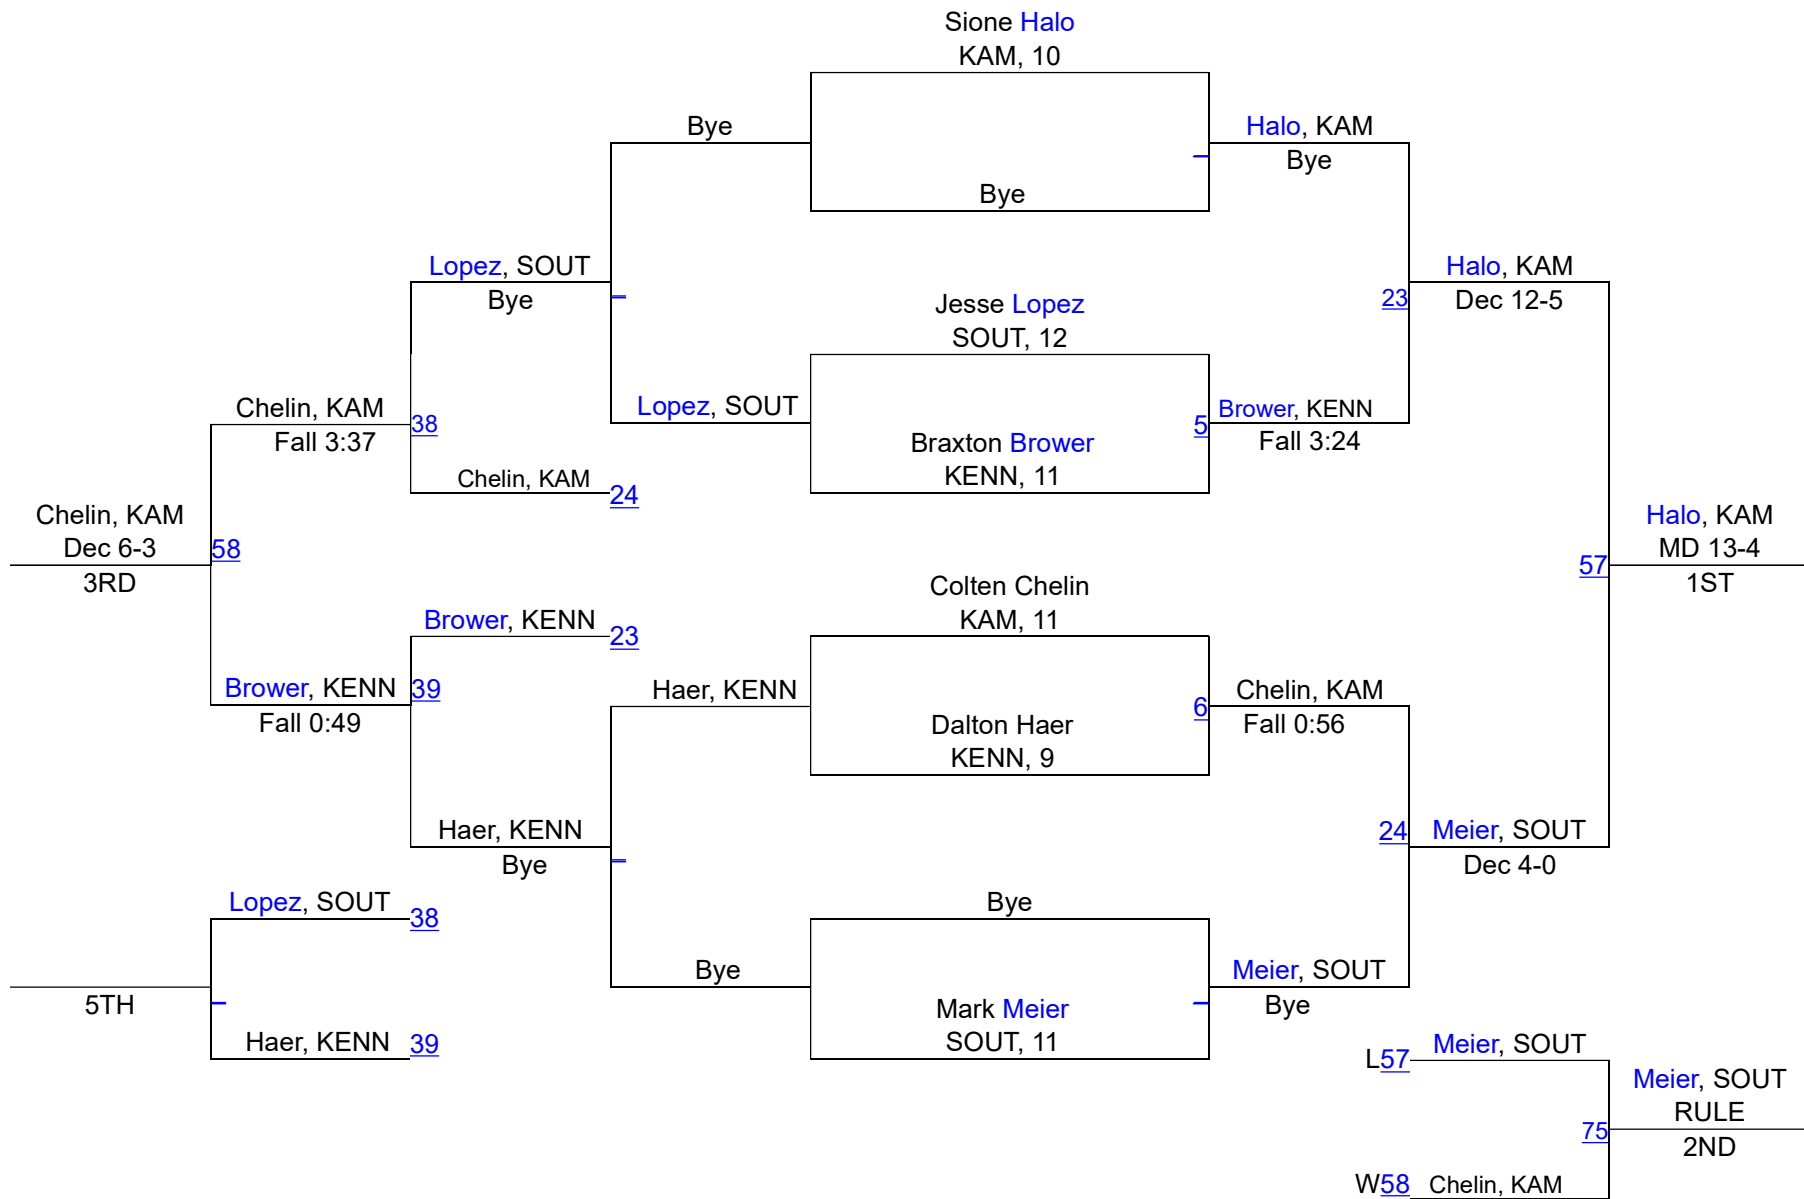 Sione Halo
KAM, 10
Bye
Halo, KAM
Bye
Bye
Lopez, SOUT
Bye
Halo, KAM
Dec 12-5
23
Jesse Lopez
SOUT, 12
Lopez, SOUT
Braxton Brower
KENN, 11
5
Brower, KENN
Fall 3:24
Chelin, KAM
Fall 3:37
38
Chelin, KAM
24
Chelin, KAM
Dec 6-3
3RD
58
Halo, KAM
MD 13-4
1ST
57
Colten Chelin
KAM, 11
Brower, KENN
23
Brower, KENN
Fall 0:49
39
Haer, KENN
Dalton Haer
KENN, 9
6
Chelin, KAM
Fall 0:56
Haer, KENN
Bye
24
Meier, SOUT
Dec 4-0
Lopez, SOUT
38
Bye
Bye
Mark Meier
SOUT, 11
Meier, SOUT
Bye
5TH
Haer, KENN
39
L57
Meier, SOUT
Meier, SOUT
RULE
2ND
75
W58
Chelin, KAM